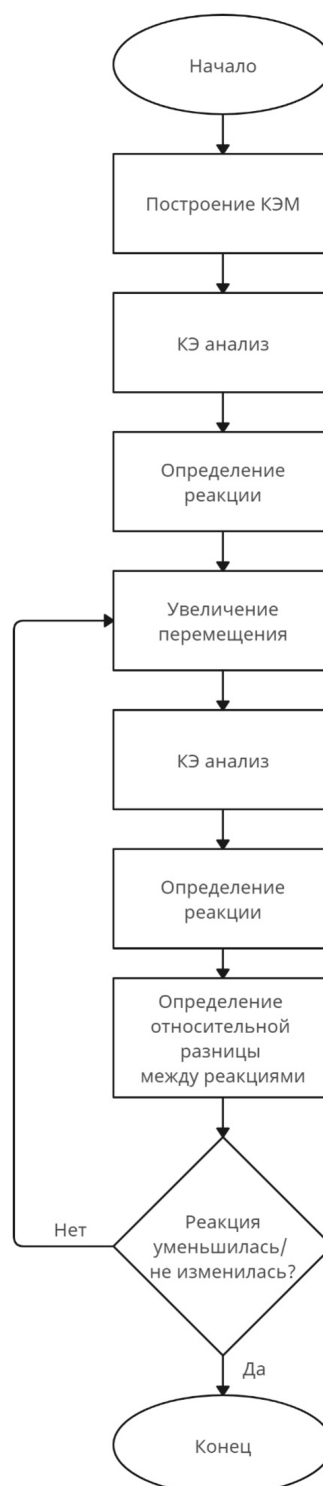 Начало
Построение КЭМ
КЭ анализ
Определение
реакции
Увеличение
перемещения
КЭ анализ
Определение
реакции
Определение
относительной
разницы
между реакциями
Реакция
уменьшилась/
не изменилась?
Нет
Да
Конец